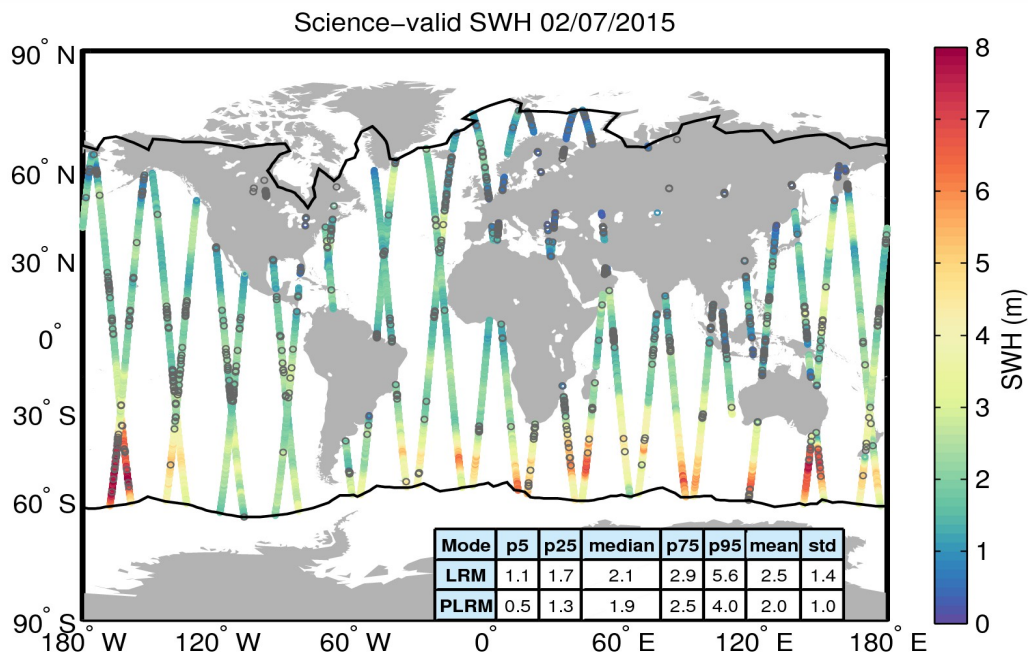 Science−valid SWH 02/07/2015
90° N
60° N
30° N
0°
30° S
60° S
90° S
180° W
120° W
60° W
0°
60° E
120° E
180° E
Mode p5 p25 median p75 p95 mean std
LRM 1.1 1.7 2.1 2.9 5.6 2.5 1.4
PLRM 0.5 1.3 1.9 2.5 4.0 2.0 1.0
8
7
6
5
4
3
2
1
0
SWH (m)